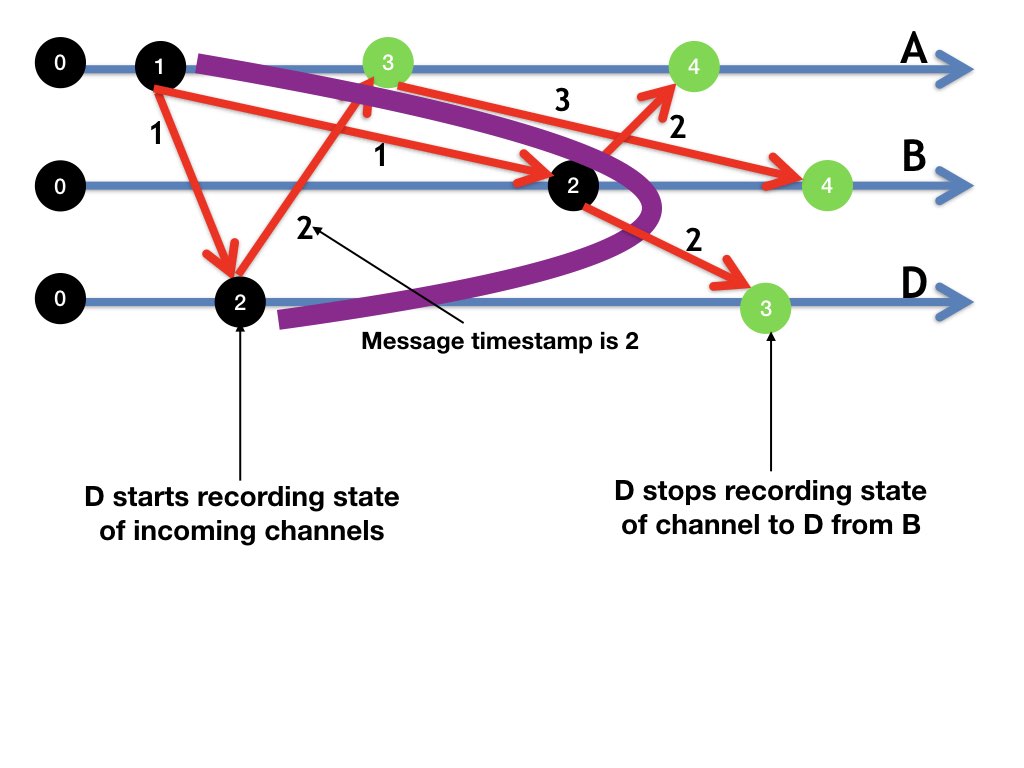 0 1 3 4 A
1 1 3 2
0 2 4 B
2 2
0 2 3 D
Message timestamp is 2
D starts recording state
of incoming channels
D stops recording state
of channel to D from B